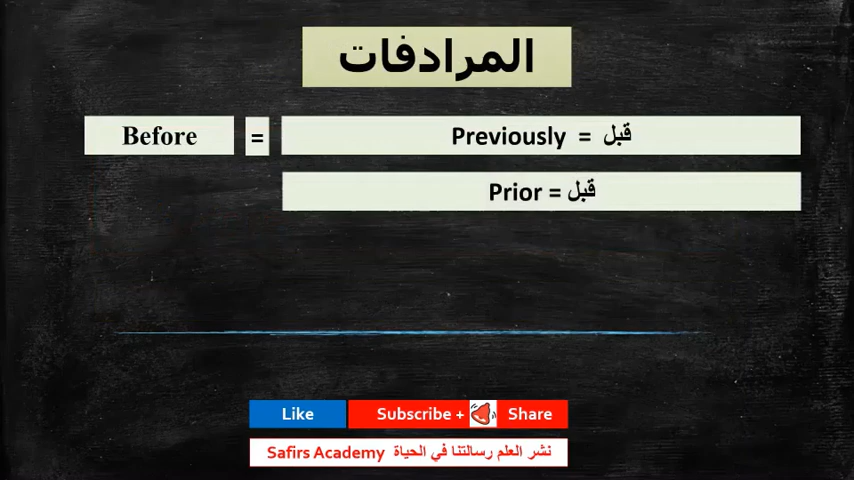 المرادفات
Before = Previously = قبل
Prior = قبل
Like Subscribe + Share
Safirs Academy نشر العلم رسالتنا في الحياة